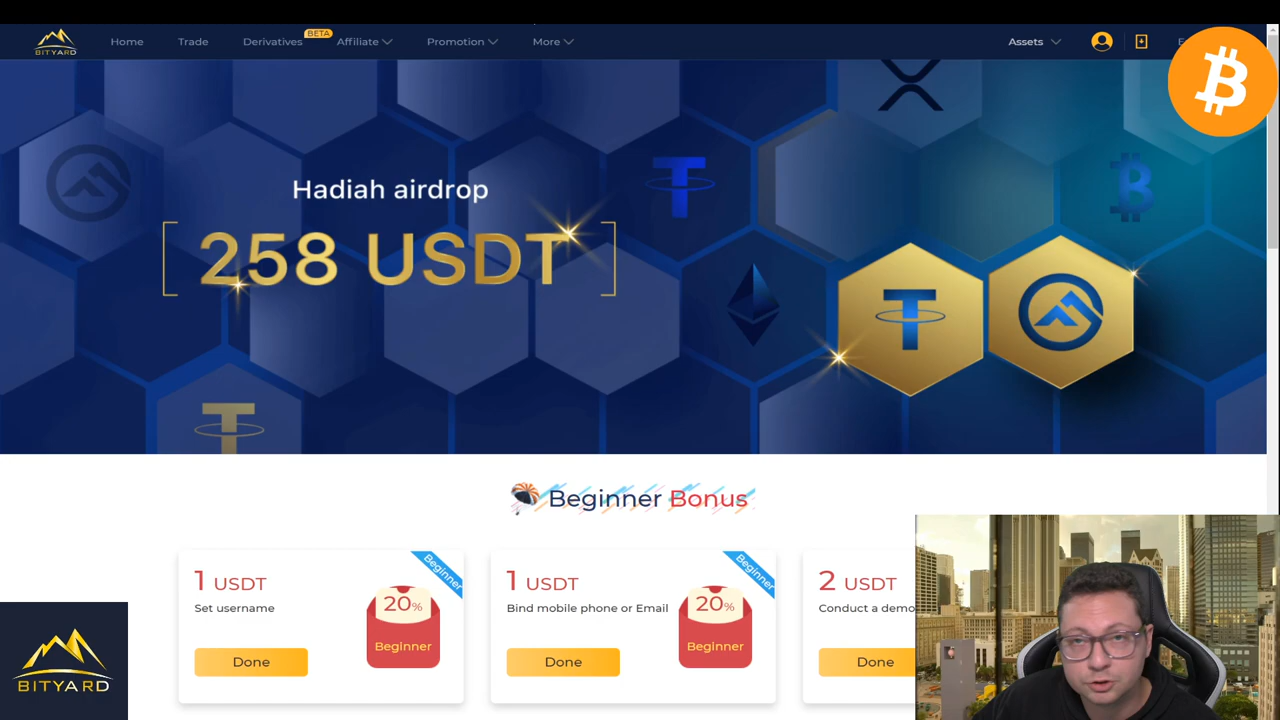 BITYARD
Home
Trade
Derivatives
BETA
Affiliate
Promotion
More
Assets
Hadiah airdrop
258 USDT
Beginner Bonus
1 USDT
Set username
20%
Beginner
Beginner
Done
1 USDT
Bind mobile phone or Email
20%
Beginner
Beginner
Done
2 USDT
Conduct a demo
Done
BITYARD